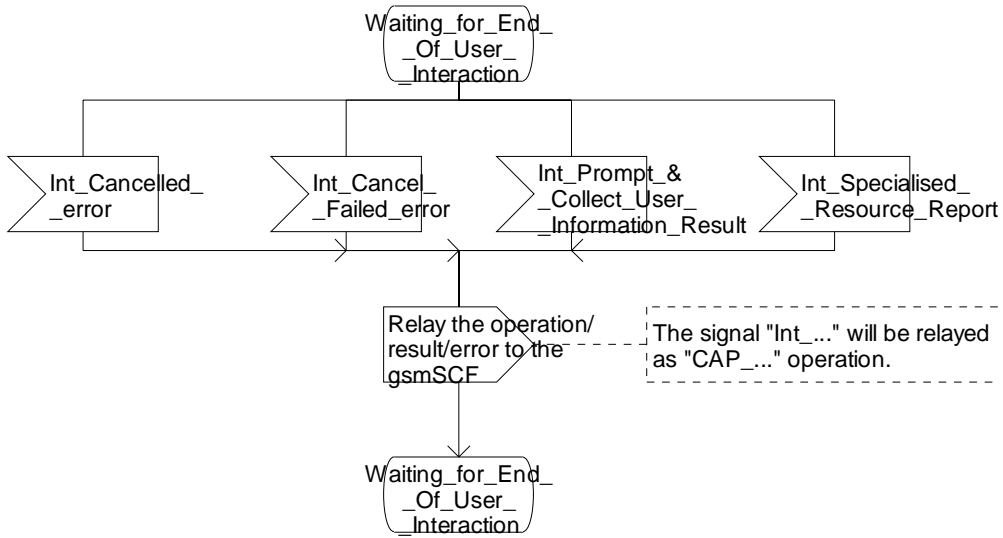 Waiting_for_End_
_Of_User_
_Interaction
Int_Cancelled_
_error
Int_Cancel_
_Failed_error
Int_Prompt_&
_Collect_User_
_Information_Result
Int_Specialised_
_Resource_Report
Relay the operation/
result/error to the
gsmSCF
The signal "Int_..." will be relayed
as "CAP_..." operation.
Waiting_for_End_
_Of_User_
_Interaction